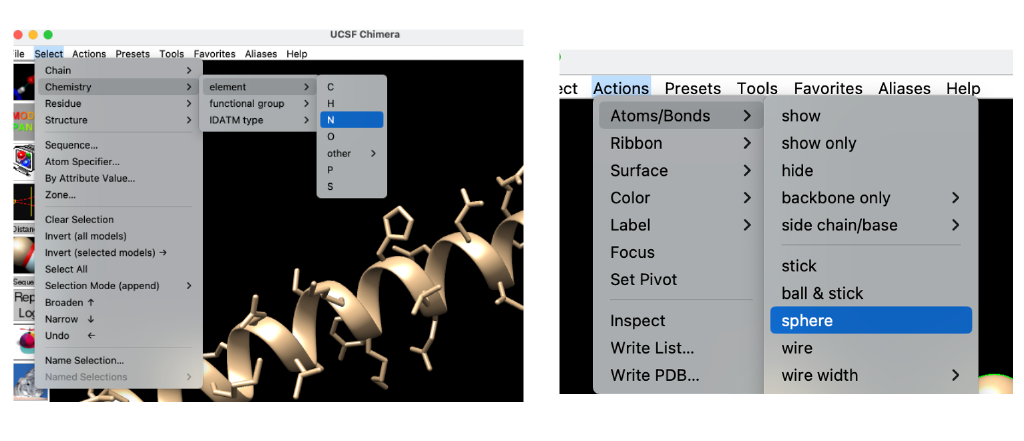 UCSF Chimera
ile Select Actions Presets Tools Favorites Aliases Help
Chain
Chemistry
Residue
Structure
Sequence...
Atom Specifier...
By Attribute Value...
Zone...
Clear Selection
Invert (all models)
Invert (selected models) →
Select All
Selection Mode (append)
Broaden ↑
Narrow ↓
Undo ←
Name Selection...
Named Selections
element
functional group
IDATM type
C
H
N
O
other
P
S
Distan
Seque
Rep
Lo
ect Actions Presets Tools Favorites Aliases Help
Atoms/Bonds
Ribbon
Surface
Color
Label
Focus
Set Pivot
Inspect
Write List...
Write PDB...
show
show only
hide
backbone only
side chain/base
stick
ball & stick
sphere
wire
wire width